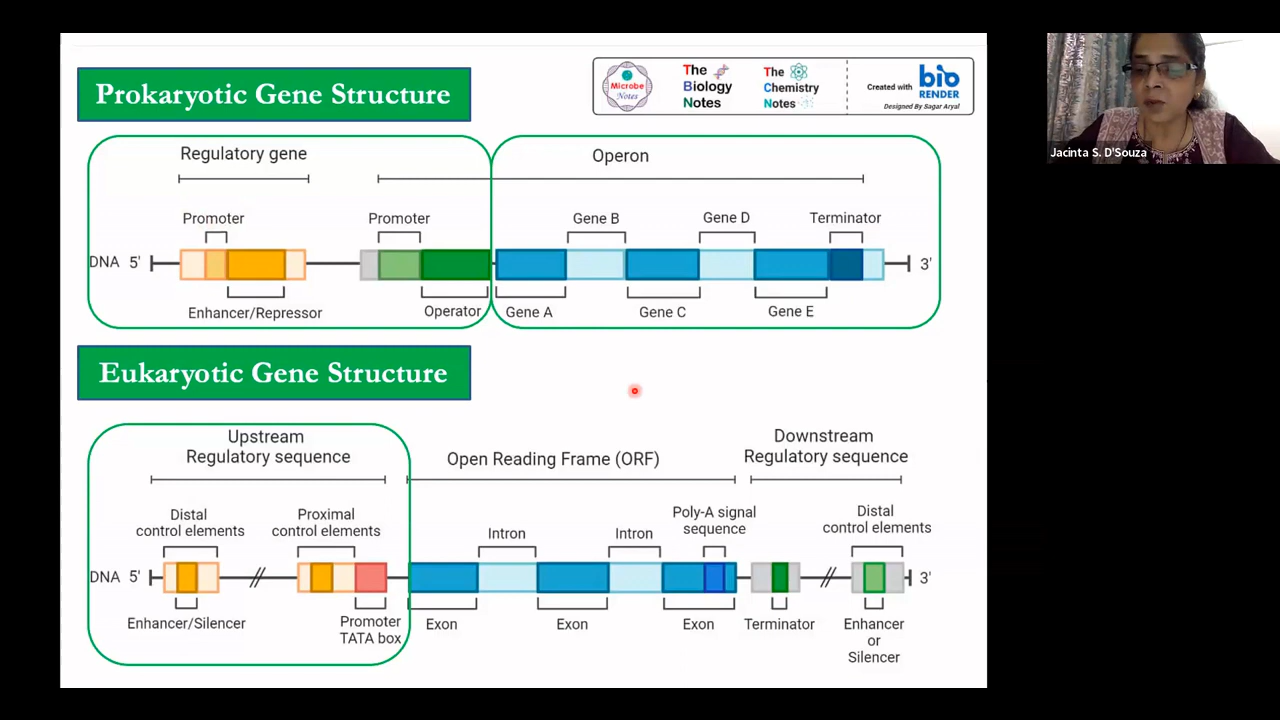 Prokaryotic Gene Structure
Microbe
Notes
The
Biology
Notes
The
Chemistry
Notes
Created with
bio
RENDER
Designed By Sagar Aryal
Jacinta S. D'Souza
Regulatory gene
Operon
Promoter
Promoter
Gene B
Gene D
Terminator
DNA 5'
3'
Enhancer/Repressor
Operator
Gene A
Gene C
Gene E
Eukaryotic Gene Structure
Upstream
Regulatory sequence
Open Reading Frame (ORF)
Downstream
Regulatory sequence
Distal
control elements
Proximal
control elements
Intron
Intron
Poly-A signal
sequence
Distal
control elements
DNA 5'
3'
Enhancer/Silencer
Promoter
TATA box
Exon
Exon
Exon
Terminator
Enhancer
or
Silencer